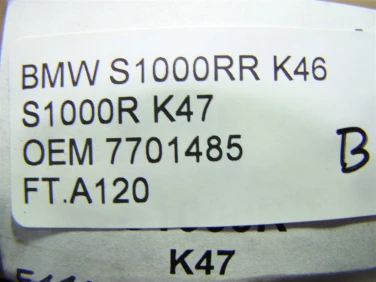 BMW S1000RR K46
S1000R K47
OEM 7701485
FT.A120
B
K47